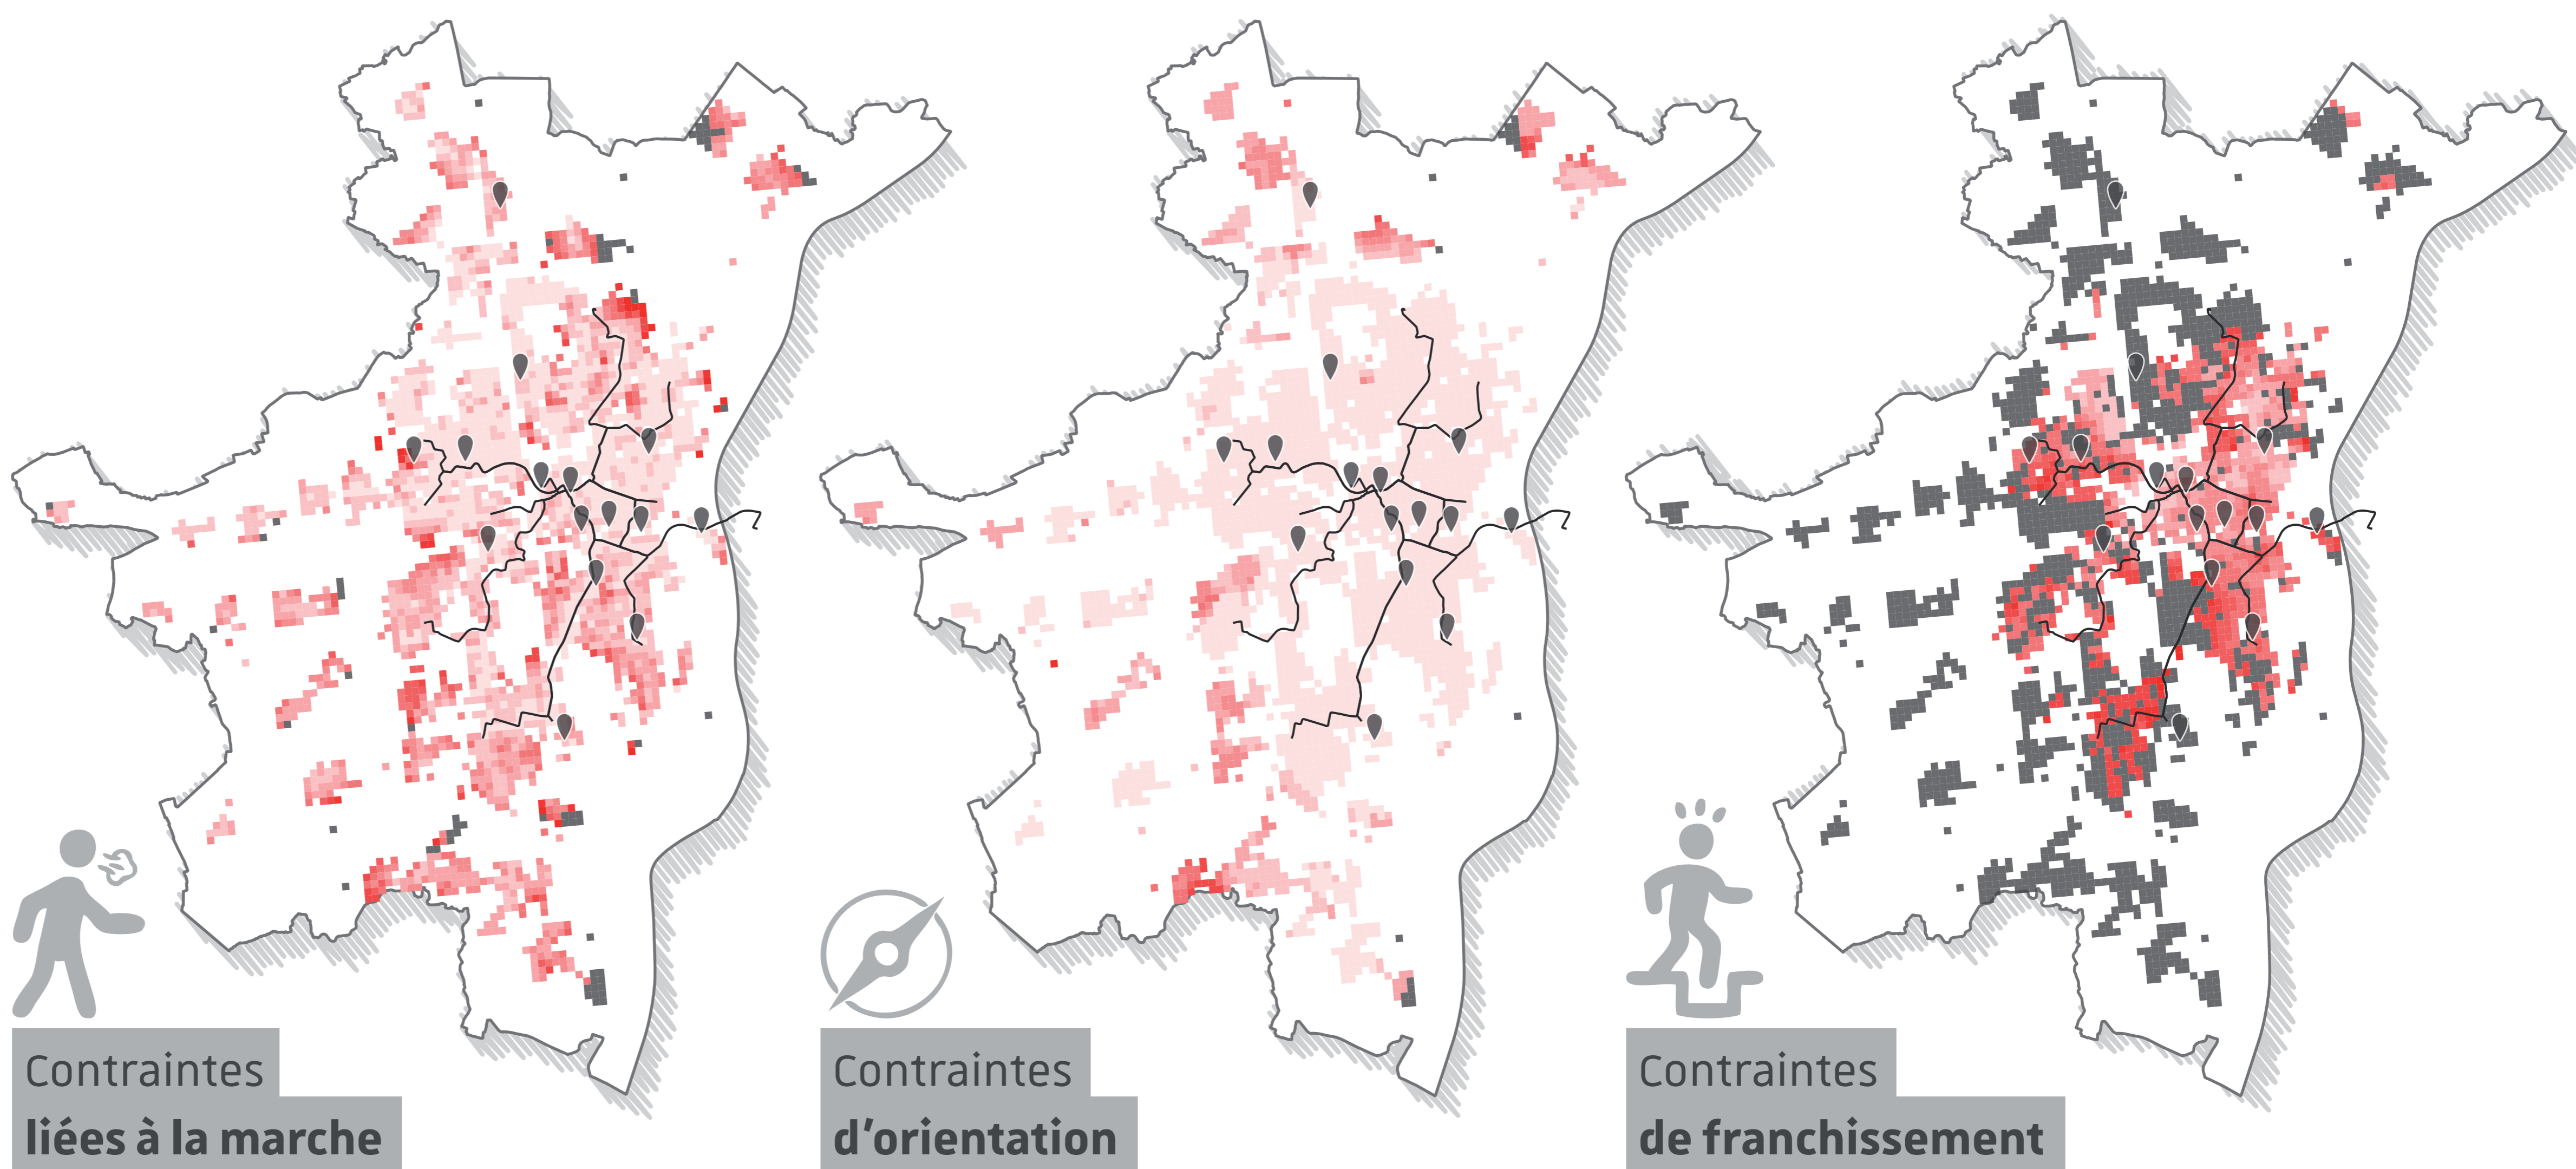 Contraintes
liées à la marche
Contraintes
d'orientation
Contraintes
de franchissement